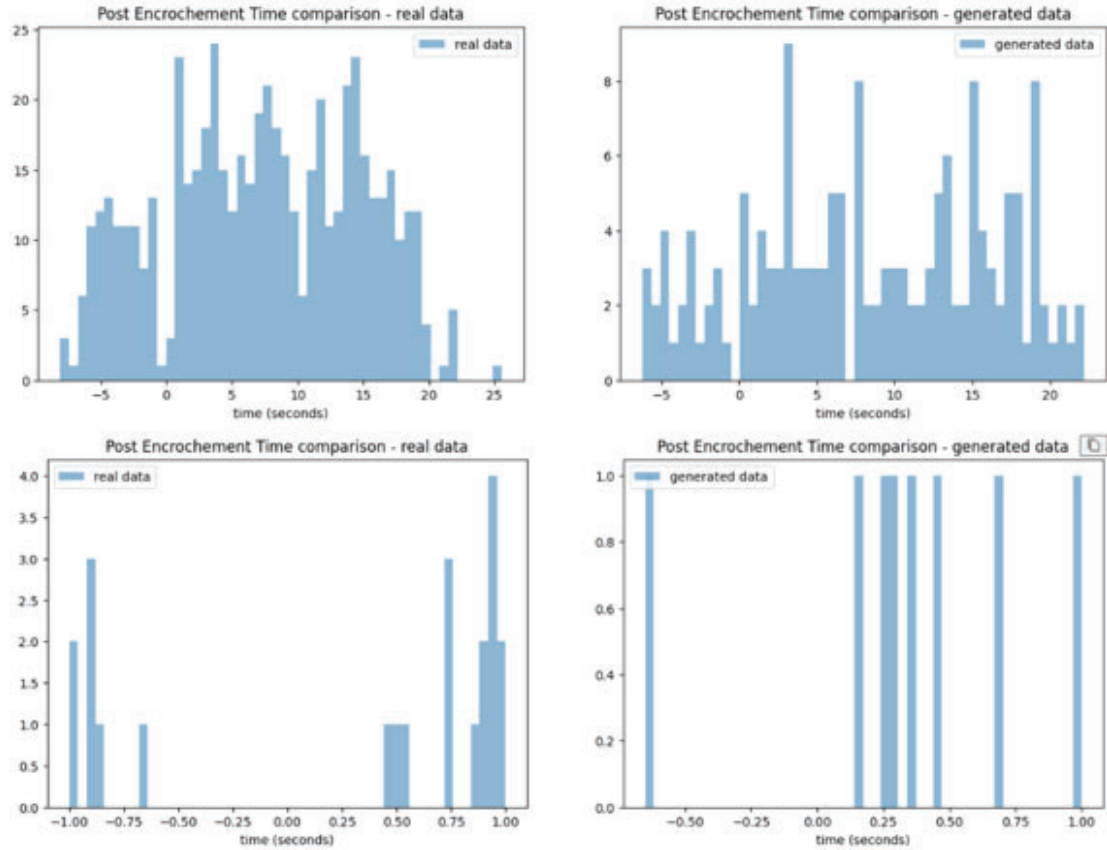 Post Encrochement Time comparison - real data
25
20
15
10
5
0
real data
−5 0 5 10 15 20 25
time (seconds)
Post Encrochement Time comparison - generated data
8
6
4
2
0
generated data
−5 0 5 10 15 20
time (seconds)
Post Encrochement Time comparison - real data
4.0
3.5
3.0
2.5
2.0
1.5
1.0
0.5
0.0
real data
−1.00 −0.75 −0.50 −0.25 0.00 0.25 0.50 0.75 1.00
time (seconds)
Post Encrochement Time comparison - generated data
1.0
0.8
0.6
0.4
0.2
0.0
generated data
−0.50 −0.25 0.00 0.25 0.50 0.75 1.00
time (seconds)